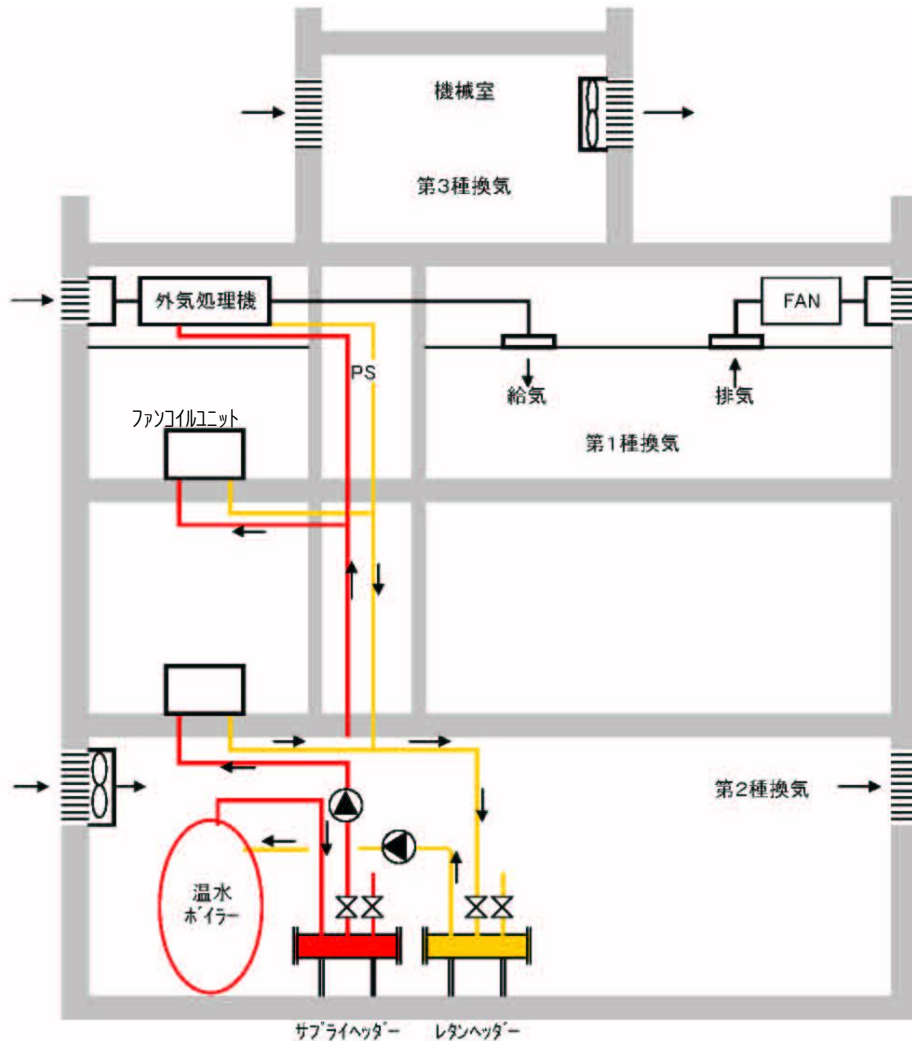 機械室
第3種換気
外気処理機
FAN
PS
給気
排気
ファンコイルユニット
第1種換気
第2種換気
温水
ボイラー
サプライヘッダー
レタンヘッダー